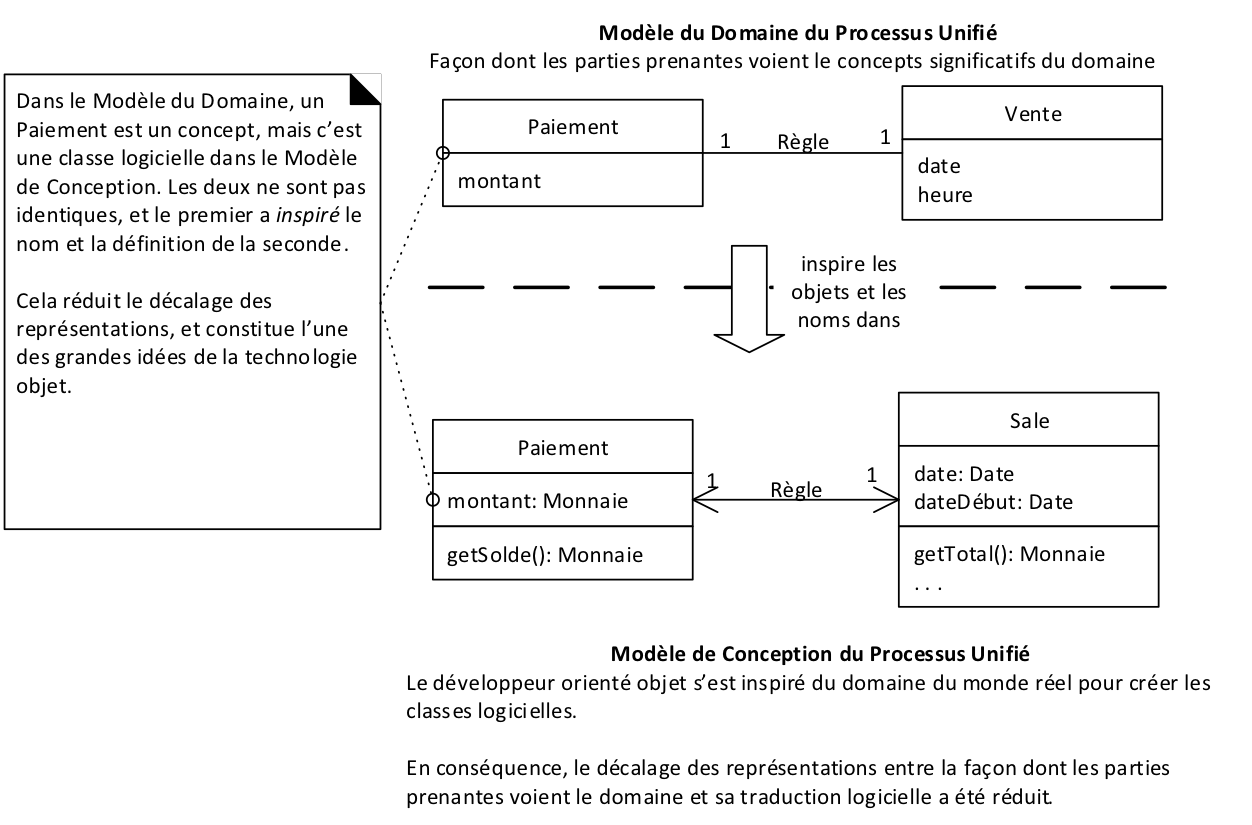 Modèle du Domaine du Processus Unifié
Façon dont les parties prenantes voient le concepts significatifs du domaine
Dans le Modèle du Domaine, un
Paiement est un concept, mais c’est
une classe logicielle dans le Modèle
de Conception. Les deux ne sont pas
identiques, et le premier a inspiré le
nom et la définition de la seconde.
Cela réduit le décalage des
représentations, et constitue l’une
des grandes idées de la technologie
objet.
Paiement
montant
1 Règle 1
Vente
date
heure
inspire les
objets et les
noms dans
Paiement
montant: Monnaie
getSolde(): Monnaie
1 Règle 1
Sale
date: Date
dateDébut: Date
getTotal(): Monnaie
. . .
Modèle de Conception du Processus Unifié
Le développeur orienté objet s’est inspiré du domaine du monde réel pour créer les
classes logicielles.
En conséquence, le décalage des représentations entre la façon dont les parties
prenantes voient le domaine et sa traduction logicielle a été réduit.